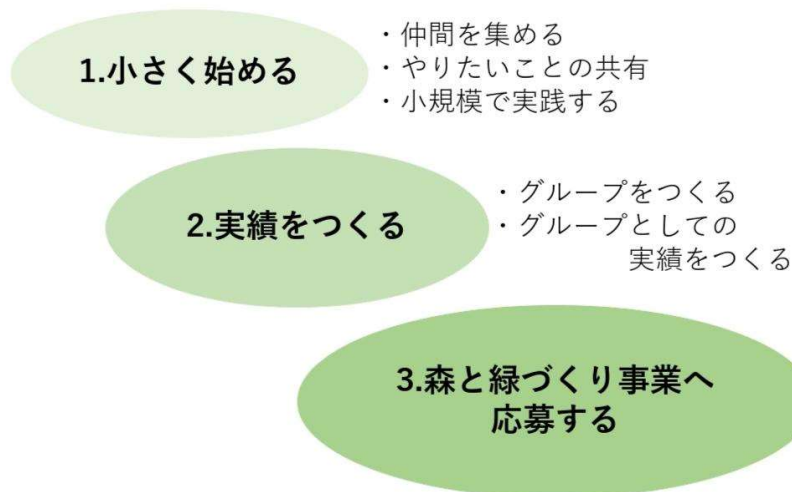 1.小さく始める
・仲間を集める
・やりたいことの共有
・小規模で実践する
2.実績をつくる
・グループをつくる
・グループとしての
実績をつくる
3.森と緑づくり事業へ
応募する